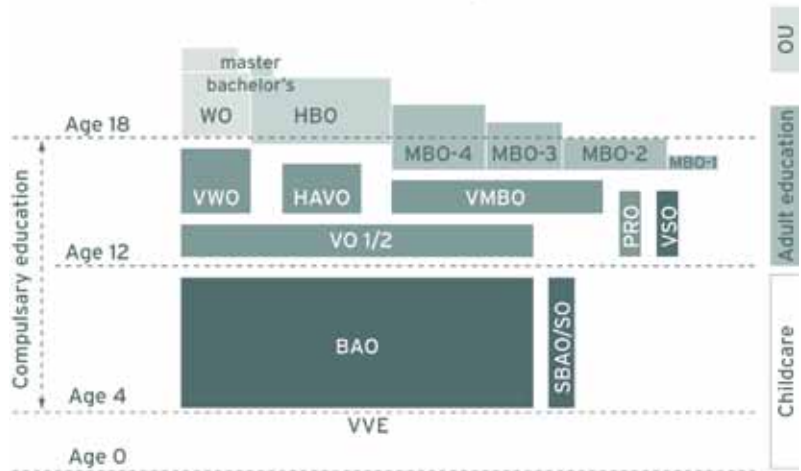 OU
master
bachelor's
WO
HBO
Age 18
MBO-4
MBO-3
MBO-2
MBO-1
VWO
HAVO
VMBO
PRO
VSO
Adult education
VO 1/2
Age 12
Compulsary education
BAO
SBAO/SO
Childcare
Age 4
VVE
Age 0